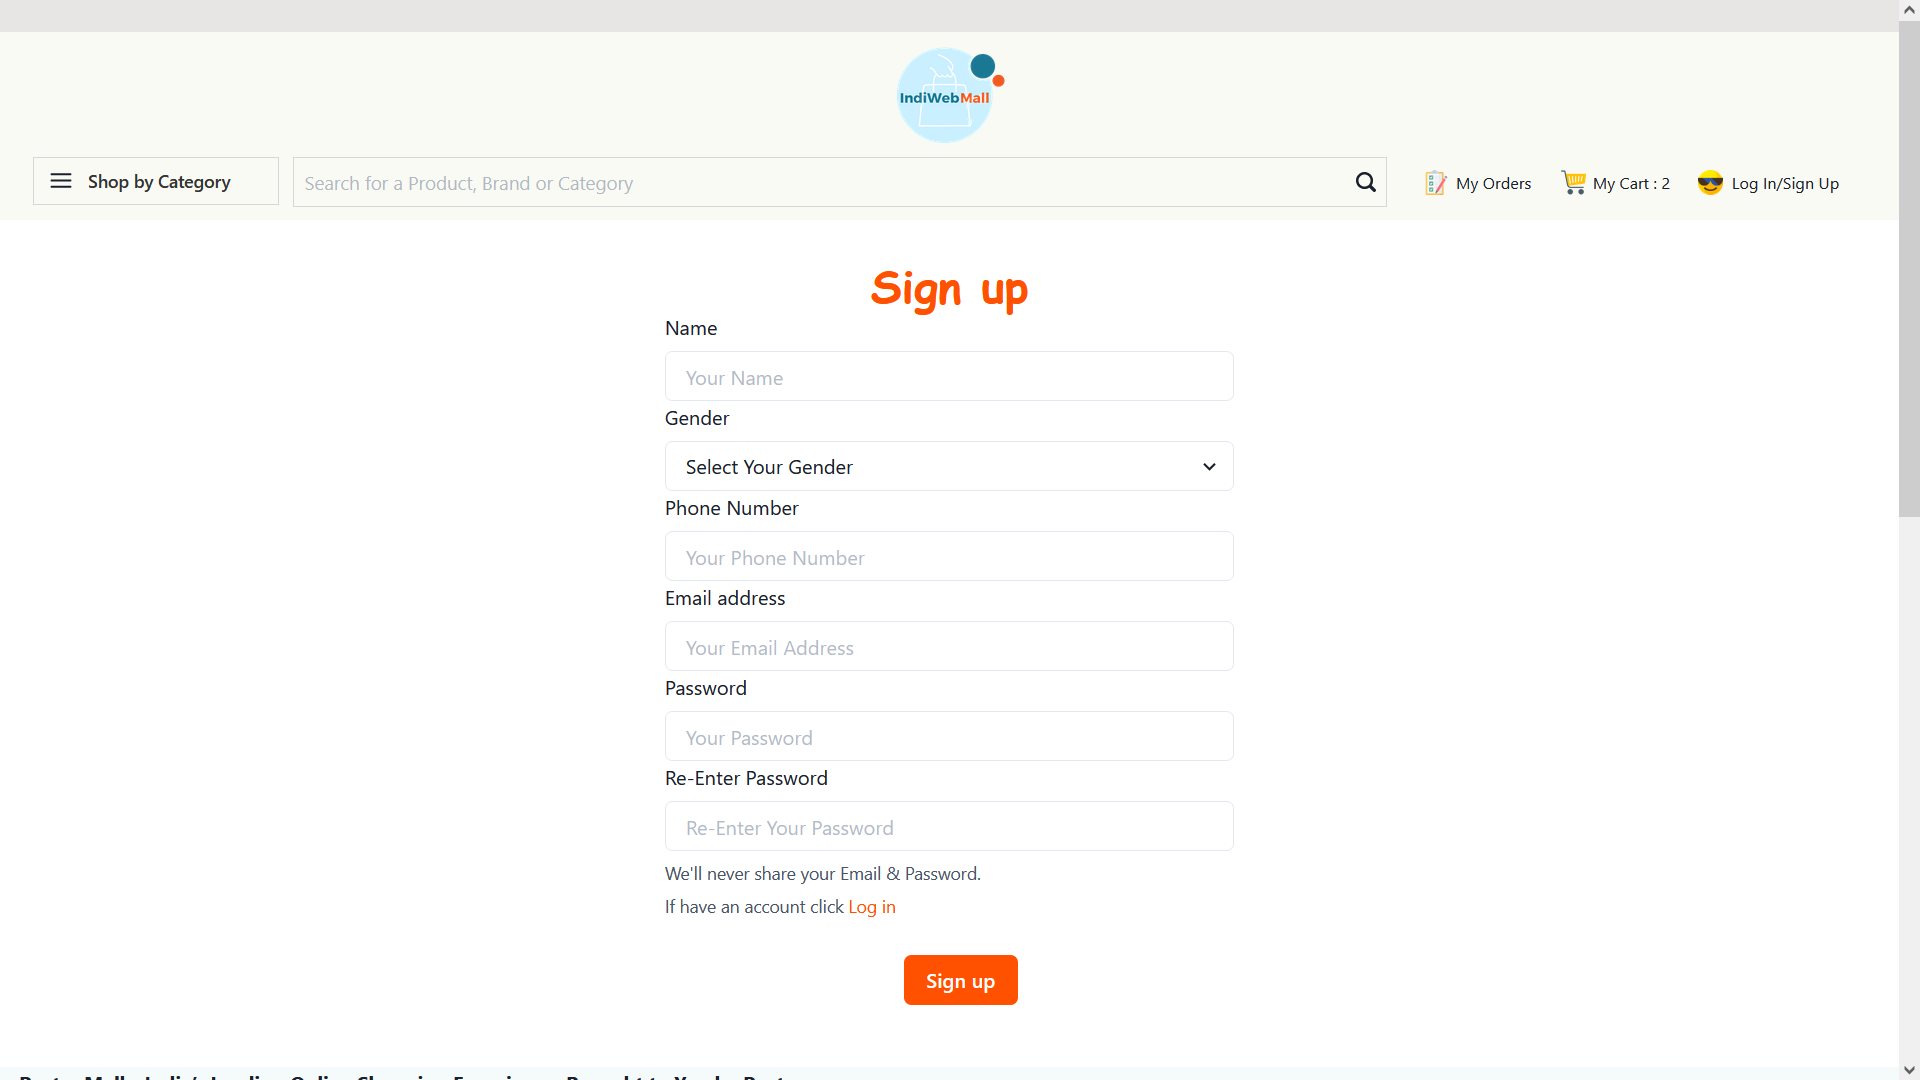 IndiWebMall
Shop by Category
Search for a Product, Brand or Category
My Orders
My Cart : 2
Log In/Sign Up
Sign up
Name
Your Name
Gender
Select Your Gender
Phone Number
Your Phone Number
Email address
Your Email Address
Password
Your Password
Re-Enter Password
Re-Enter Your Password
We'll never share your Email & Password.
If have an account click Log in
Sign up